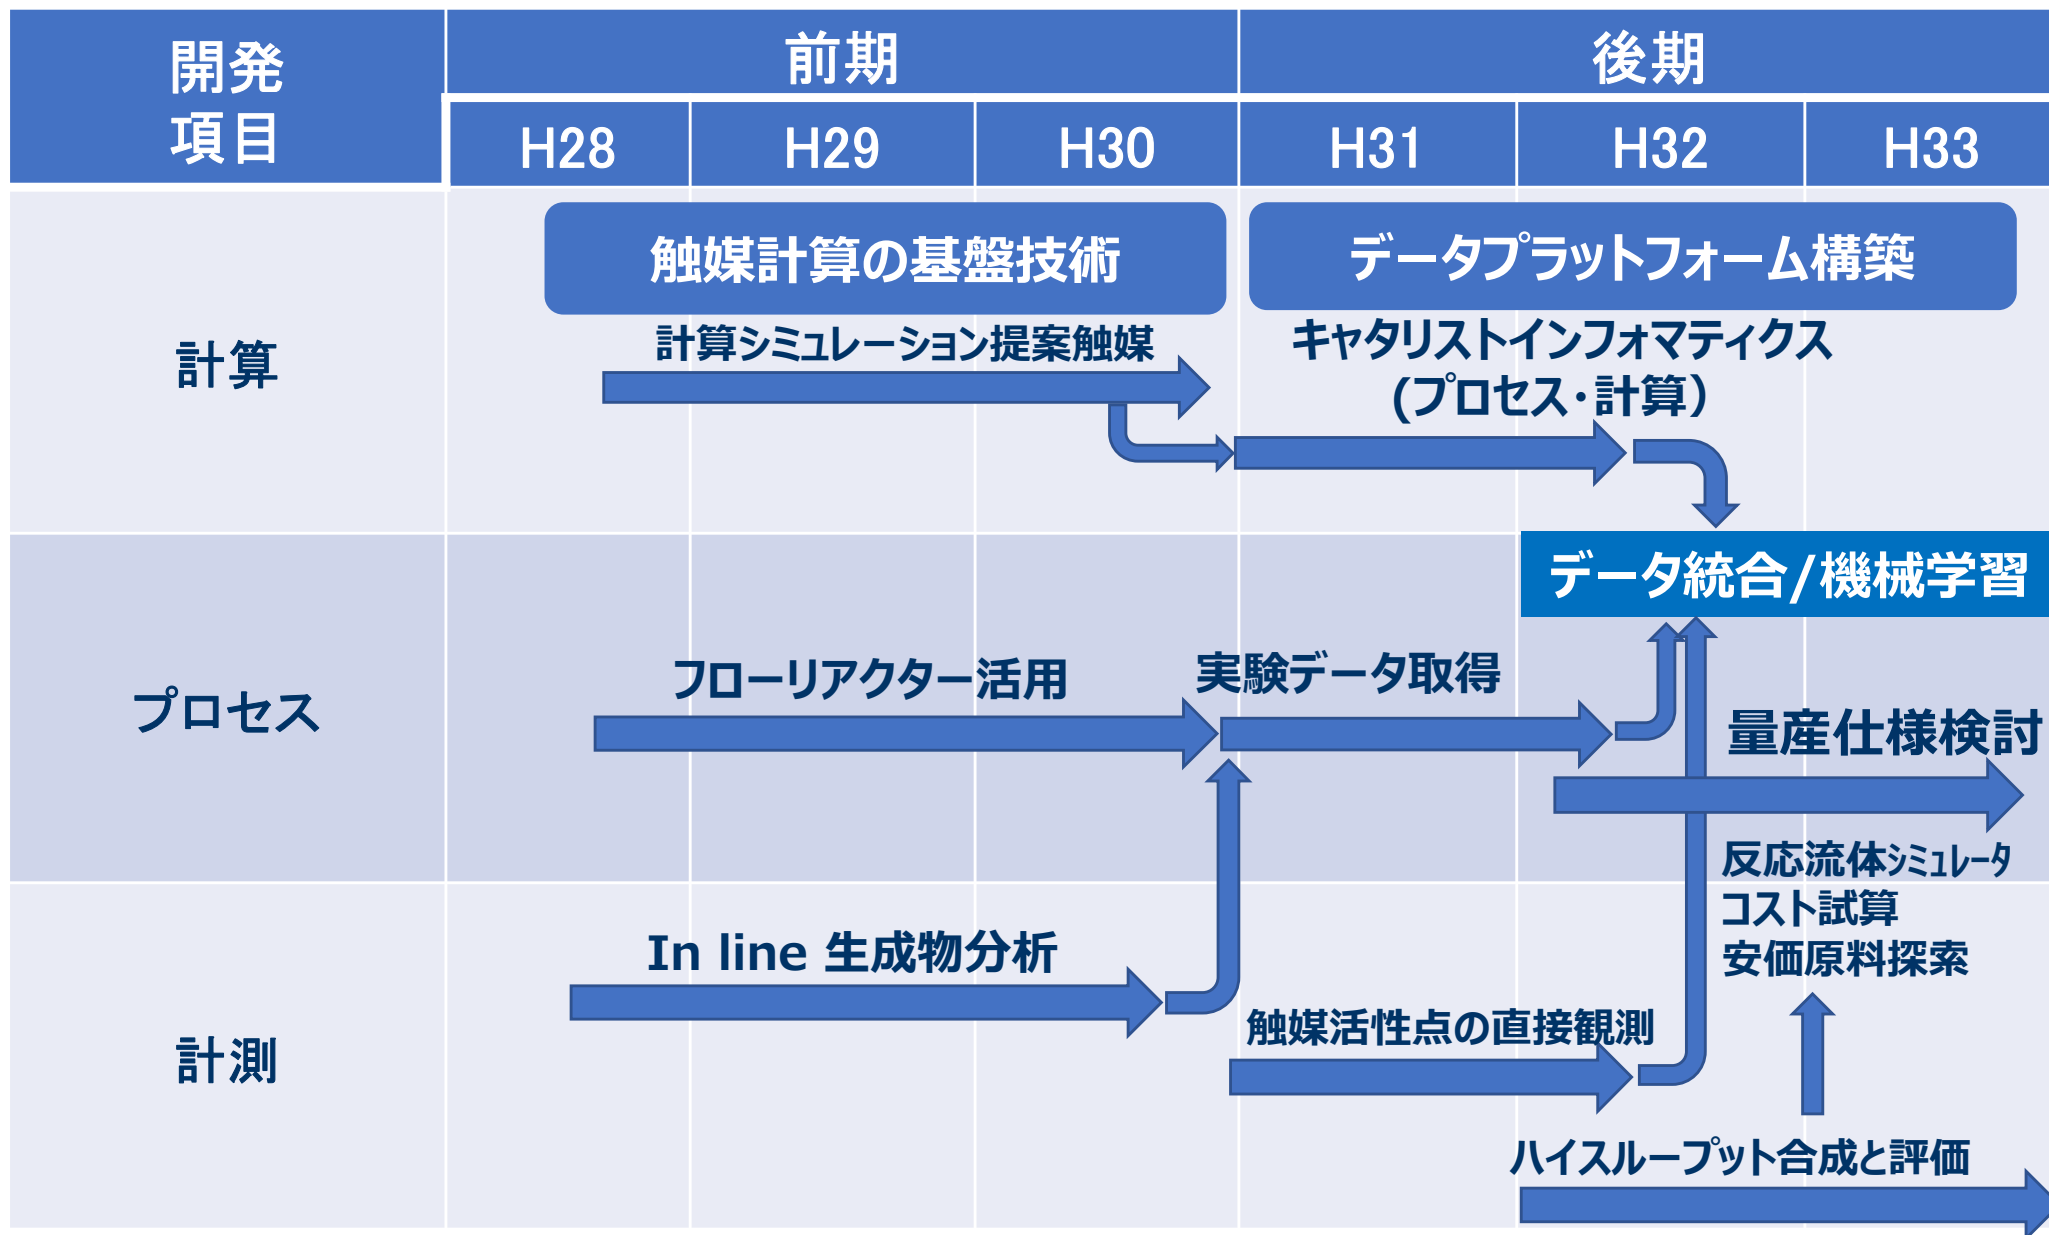 開発
項目
前期
後期
H28
H29
H30
H31
H32
H33
計算
触媒計算の基盤技術
データプラットフォーム構築
計算シミュレーション提案触媒
キャタリストインフォマティクス
(プロセス・計算）
プロセス
データ統合/機械学習
フローリアクター活用
実験データ取得
量産仕様検討
反応流体ｼﾐｭﾚｰﾀ
コスト試算
安価原料探索
計測
In line 生成物分析
触媒活性点の直接観測
ハイスループット合成と評価